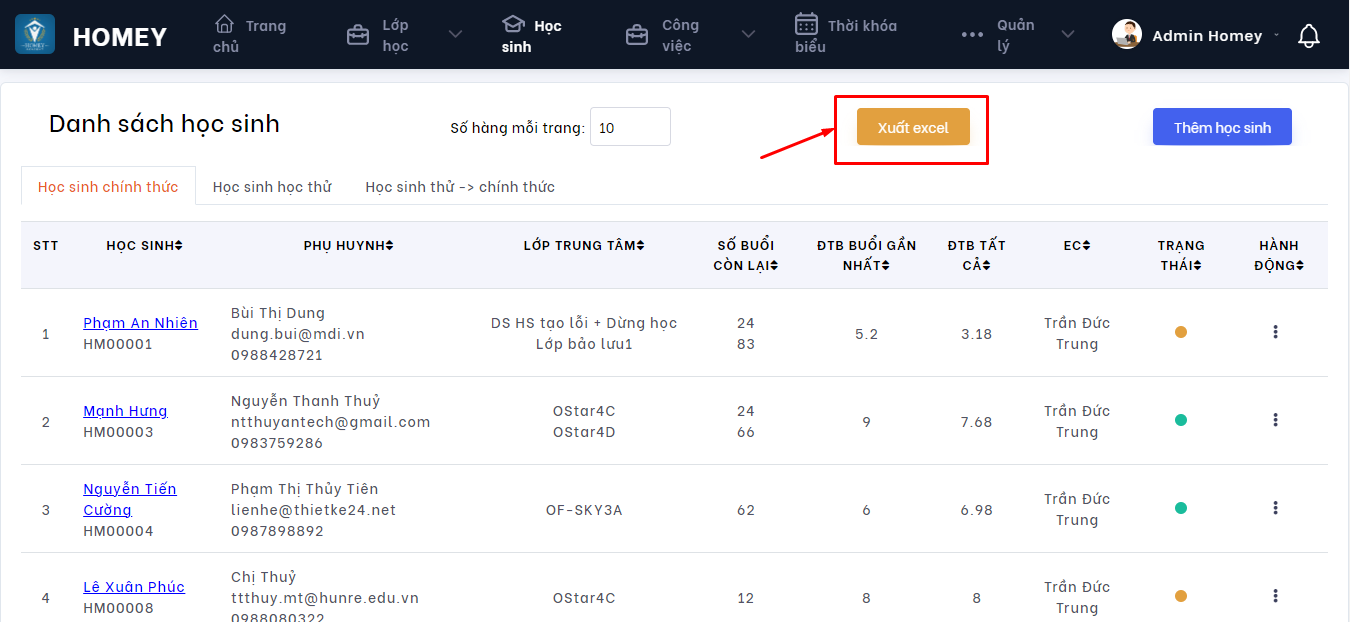 HOMEY
Trang chủ
Lớp học
Học sinh
Công việc
Thời khóa biểu
Quản lý
Admin Homey
Danh sách học sinh
Số hàng mỗi trang: 10
Xuất excel
Thêm học sinh
Học sinh chính thức
Học sinh học thử
Học sinh thử -> chính thức
STT
HỌC SINH
PHỤ HUYNH
LỚP TRUNG TÂM
SỐ BUỔI
CÒN LẠI
ĐTB BUỔI GẦN
NHẤT
ĐTB TẤT
CẢ
EC
TRẠNG
THÁI
HÀNH
ĐỘNG
1
Phạm An Nhiên
HM00001
Bùi Thị Dung
dung.bui@mdi.vn
0988428721
DS HS tạo lỗi + Dừng học
Lớp bảo lưu1
24
83
5.2
3.18
Trần Đức
Trung
2
Mạnh Hưng
HM00003
Nguyễn Thanh Thuỷ
ntthuyantech@gmail.com
0983759286
OStar4C
OStar4D
24
66
9
7.68
Trần Đức
Trung
3
Nguyễn Tiến
Cường
HM00004
Phạm Thị Thủy Tiên
lienhe@thietke24.net
0987898892
OF-SKY3A
62
6
6.98
Trần Đức
Trung
4
Lê Xuân Phúc
HM00008
Chị Thuỷ
ttthuy.mt@hunre.edu.vn
0988080322
OStar4C
12
8
8
Trần Đức
Trung